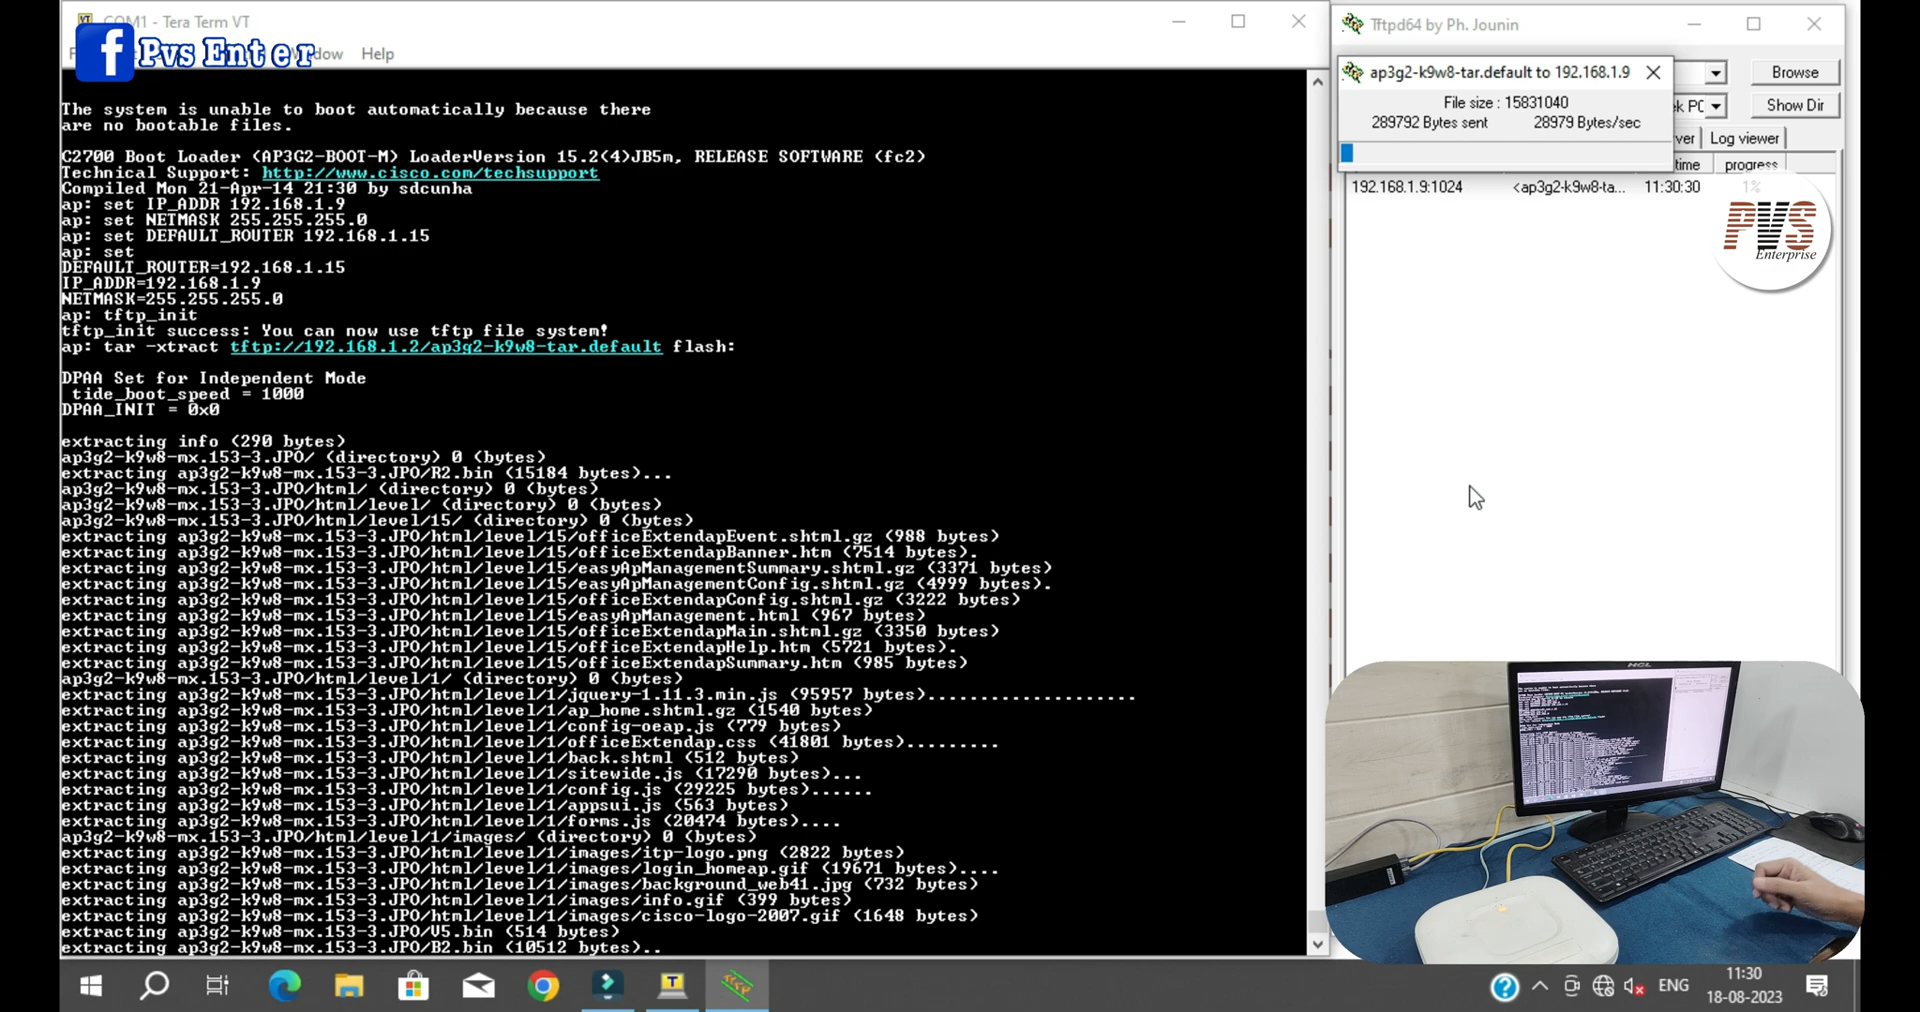 COM1 - Tera Term VT
f Pvs Enter
Window Help
The system is unable to boot automatically because there
are no bootable files.
C2700 Boot Loader (AP3G2-BOOT-M) LoaderVersion 15.2(4)JB5m, RELEASE SOFTWARE (fc2)
Technical Support: http://www.cisco.com/techsupport
Compiled Mon 21-Apr-14 21:30 by sdcunha
ap: set IP_ADDR 192.168.1.9
ap: set NETMASK 255.255.255.0
ap: set DEFAULT_ROUTER 192.168.1.15
ap: set
DEFAULT_ROUTER=192.168.1.15
IP_ADDR=192.168.1.9
NETMASK=255.255.255.0
ap: tftp_init
tftp_init success: You can now use tftp file system!
ap: tar -xtract tftp://192.168.1.2/ap3g2-k9w8-tar.default flash:
DPAA Set for Independent Mode
tide_boot_speed = 1000
DPAA_INIT = 0x0
extracting info (290 bytes)
ap3g2-k9w8-mx.153-3.JPO/ (directory) 0 (bytes)
extracting ap3g2-k9w8-mx.153-3.JPO/R2.bin (15184 bytes)...
ap3g2-k9w8-mx.153-3.JPO/html/ (directory) 0 (bytes)
ap3g2-k9w8-mx.153-3.JPO/html/level/ (directory) 0 (bytes)
ap3g2-k9w8-mx.153-3.JPO/html/level/15/ (directory) 0 (bytes)
extracting ap3g2-k9w8-mx.153-3.JPO/html/level/15/officeExtendapEvent.shtml.gz (988 bytes)
extracting ap3g2-k9w8-mx.153-3.JPO/html/level/15/officeExtendapBanner.htm (7514 bytes).
extracting ap3g2-k9w8-mx.153-3.JPO/html/level/15/easyApManagementSummary.shtml.gz (3371 bytes)
extracting ap3g2-k9w8-mx.153-3.JPO/html/level/15/easyApManagementConfig.shtml.gz (4999 bytes).
extracting ap3g2-k9w8-mx.153-3.JPO/html/level/15/officeExtendapConfig.shtml.gz (3222 bytes)
extracting ap3g2-k9w8-mx.153-3.JPO/html/level/15/easyApManagement.html (967 bytes)
extracting ap3g2-k9w8-mx.153-3.JPO/html/level/15/officeExtendapMain.shtml.gz (3350 bytes)
extracting ap3g2-k9w8-mx.153-3.JPO/html/level/15/officeExtendapHelp.htm (5721 bytes).
extracting ap3g2-k9w8-mx.153-3.JPO/html/level/15/officeExtendapSummary.htm (985 bytes)
ap3g2-k9w8-mx.153-3.JPO/html/level/1/ (directory) 0 (bytes)
extracting ap3g2-k9w8-mx.153-3.JPO/html/level/1/jquery-1.11.3.min.js (95957 bytes)....................
extracting ap3g2-k9w8-mx.153-3.JPO/html/level/1/ap_home.shtml.gz (1540 bytes)
extracting ap3g2-k9w8-mx.153-3.JPO/html/level/1/config-oeap.js (779 bytes)
extracting ap3g2-k9w8-mx.153-3.JPO/html/level/1/officeExtendap.css (41801 bytes).........
extracting ap3g2-k9w8-mx.153-3.JPO/html/level/1/back.shtml (512 bytes)
extracting ap3g2-k9w8-mx.153-3.JPO/html/level/1/sitewide.js (17290 bytes)...
extracting ap3g2-k9w8-mx.153-3.JPO/html/level/1/config.js (29225 bytes)......
extracting ap3g2-k9w8-mx.153-3.JPO/html/level/1/appsui.js (563 bytes)
extracting ap3g2-k9w8-mx.153-3.JPO/html/level/1/forms.js (20474 bytes)....
ap3g2-k9w8-mx.153-3.JPO/html/level/1/images/ (directory) 0 (bytes)
extracting ap3g2-k9w8-mx.153-3.JPO/html/level/1/images/itp-logo.png (2822 bytes)
extracting ap3g2-k9w8-mx.153-3.JPO/html/level/1/images/login_homeap.gif (19671 bytes)....
extracting ap3g2-k9w8-mx.153-3.JPO/html/level/1/images/background_web41.jpg (732 bytes)
extracting ap3g2-k9w8-mx.153-3.JPO/html/level/1/images/info.gif (399 bytes)
extracting ap3g2-k9w8-mx.153-3.JPO/html/level/1/images/cisco-logo-2007.gif (1648 bytes)
extracting ap3g2-k9w8-mx.153-3.JPO/V5.bin (514 bytes)
extracting ap3g2-k9w8-mx.153-3.JPO/B2.bin (10512 bytes)..
Tftpd64 by Ph. Jounin
ap3g2-k9w8-tar.default to 192.168.1.9
File size : 15831040
289792 Bytes sent 28979 Bytes/sec
Browse
Show Dir
Log viewer
time progress
192.168.1.9:1024 <ap3g2-k9w8-ta... 11:30:30 1%
PVS
Enterprise
HCL
ENG
11:30
18-08-2023